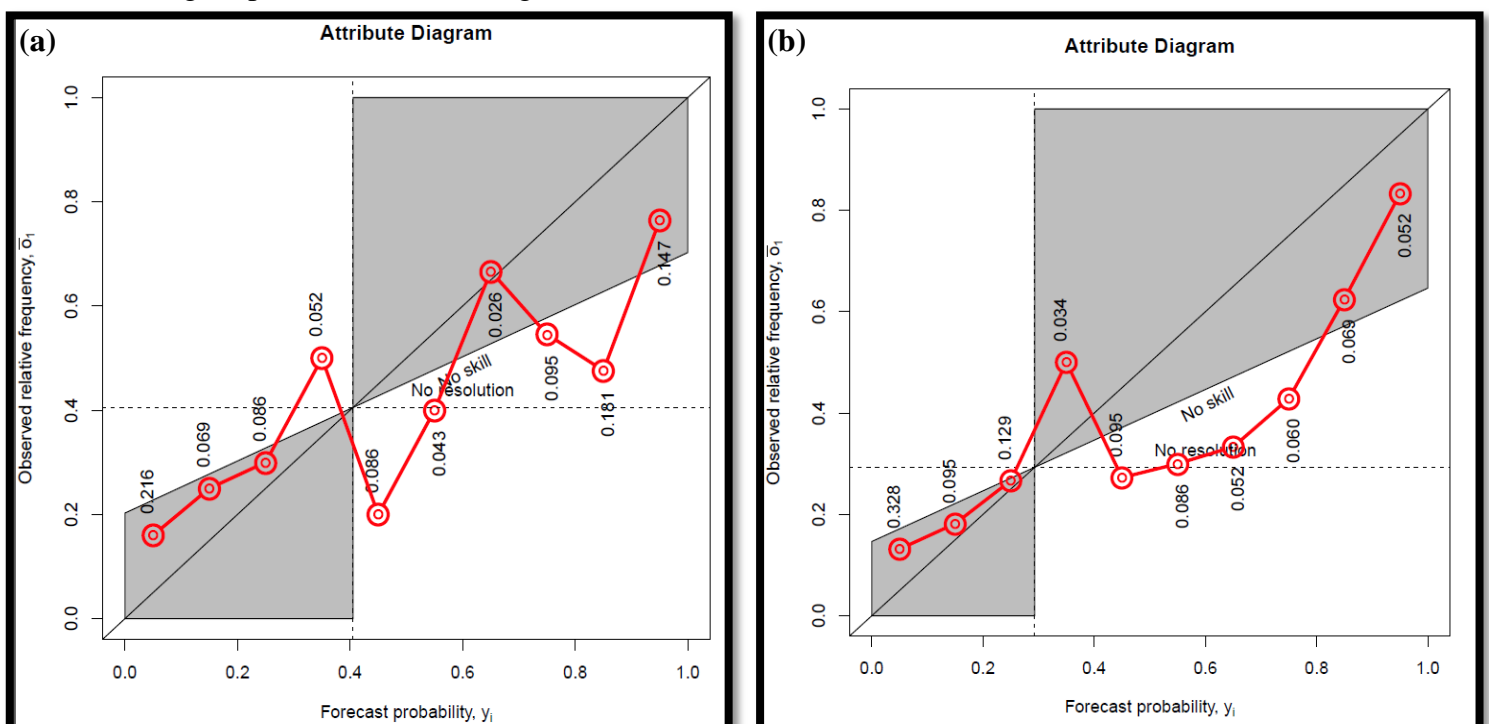 (a)
Attribute Diagram
Observed relative frequency, o̅₁
1.0
0.8
0.6
0.4
0.2
0.0
0.216
0.069
0.086
0.052
0.086
0.043
0.026
0.095
0.181
0.147
No skill
No resolution
0.0 0.2 0.4 0.6 0.8 1.0
Forecast probability, yᵢ
(b)
Attribute Diagram
Observed relative frequency, o̅₁
1.0
0.8
0.6
0.4
0.2
0.0
0.328
0.095
0.129
0.034
0.095
0.086
0.052
0.060
0.069
0.052
No skill
No resolution
0.0 0.2 0.4 0.6 0.8 1.0
Forecast probability, yᵢ